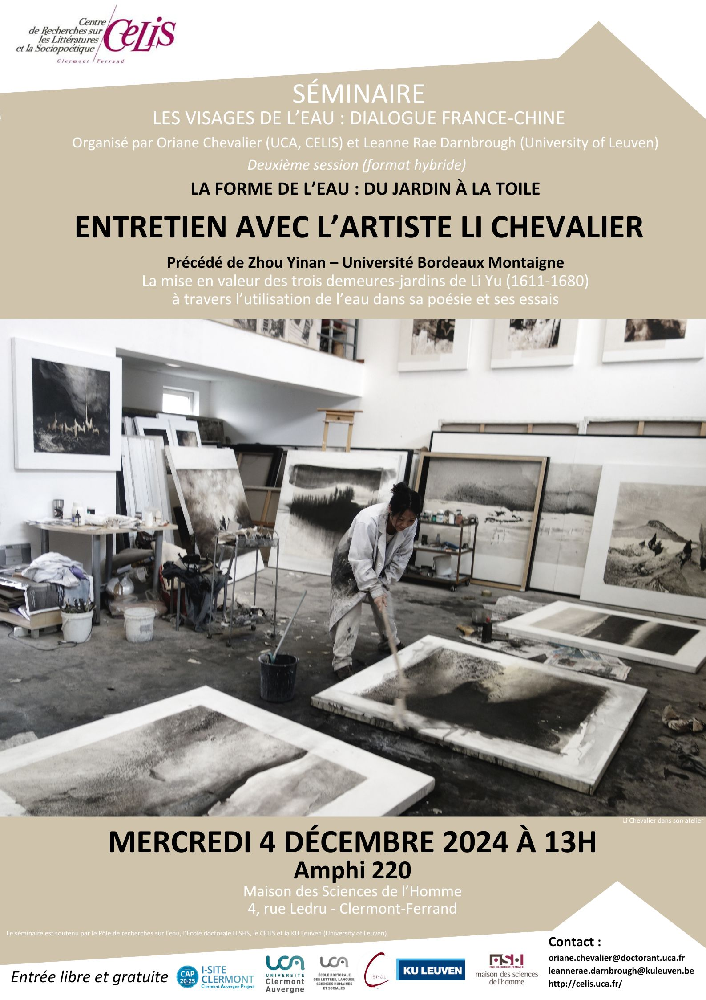 Centre
de Recherches sur
les Littératures
et la Sociopoétique
CELIS
Clermont Ferrand
SÉMINAIRE
LES VISAGES DE L’EAU : DIALOGUE FRANCE-CHINE
Organisé par Oriane Chevalier (UCA, CELIS) et Leanne Rae Darnbrough (University of Leuven)
Deuxième session (format hybride)
LA FORME DE L’EAU : DU JARDIN À LA TOILE
ENTRETIEN AVEC L’ARTISTE LI CHEVALIER
Précédé de Zhou Yinan – Université Bordeaux Montaigne
La mise en valeur des trois demeures-jardins de Li Yu (1611-1680)
à travers l’utilisation de l’eau dans sa poésie et ses essais
Li Chevalier dans son atelier
MERCREDI 4 DÉCEMBRE 2024 À 13H
Amphi 220
Maison des Sciences de l’Homme
4, rue Ledru - Clermont-Ferrand
Le séminaire est soutenu par le Pôle de recherches sur l’eau, l’Ecole doctorale LLSHS, le CELIS et la KU Leuven (University of Leuven).
Contact :
oriane.chevalier@doctorant.uca.fr
leannerae.darnbrough@kuleuven.be
http://celis.uca.fr/
Entrée libre et gratuite
CAP
20-25
I-SITE
CLERMONT
Clermont Auvergne Project
UCA
UNIVERSITÉ
Clermont
Auvergne
UCA
ÉCOLE DOCTORALE
DES LETTRES, LANGUES,
SCIENCES HUMAINES
ET SOCIALES
ERCL
KU LEUVEN
MSH
MSH CLERMONT-FERRAND
maison des sciences
de l’homme